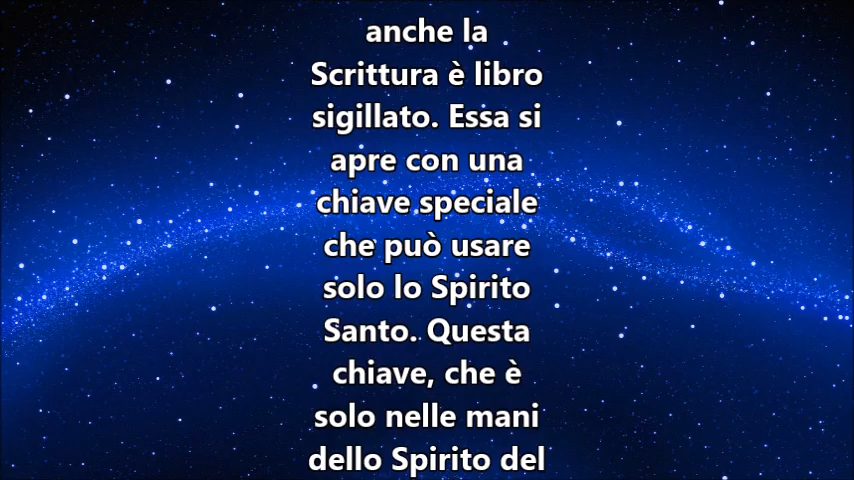 anche la
Scrittura è libro
sigillato. Essa si
apre con una
chiave speciale
che può usare
solo lo Spirito
Santo. Questa
chiave, che è
solo nelle mani
dello Spirito del